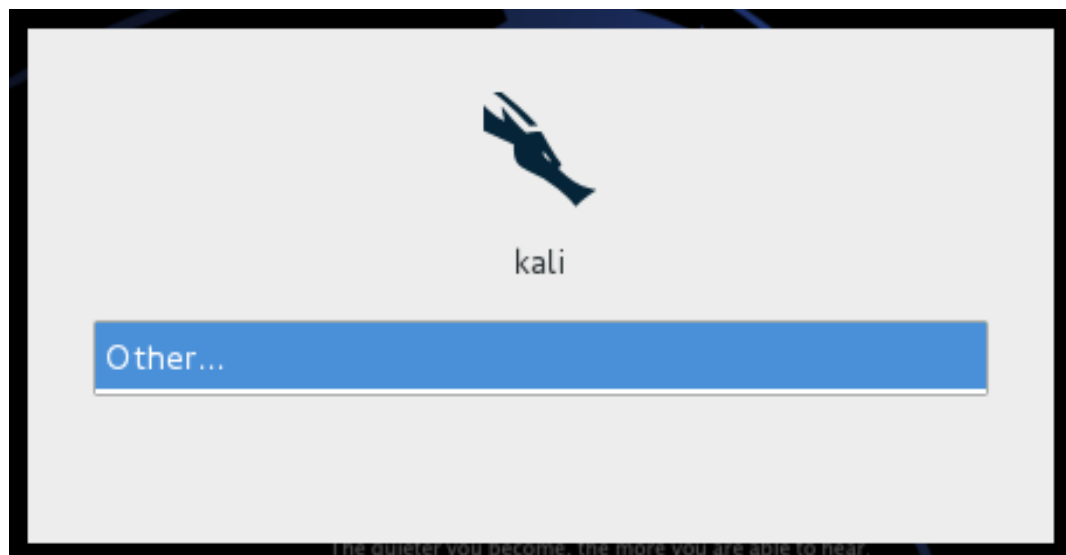 kali
Other...
The quieter you become, the more you are able to hear.